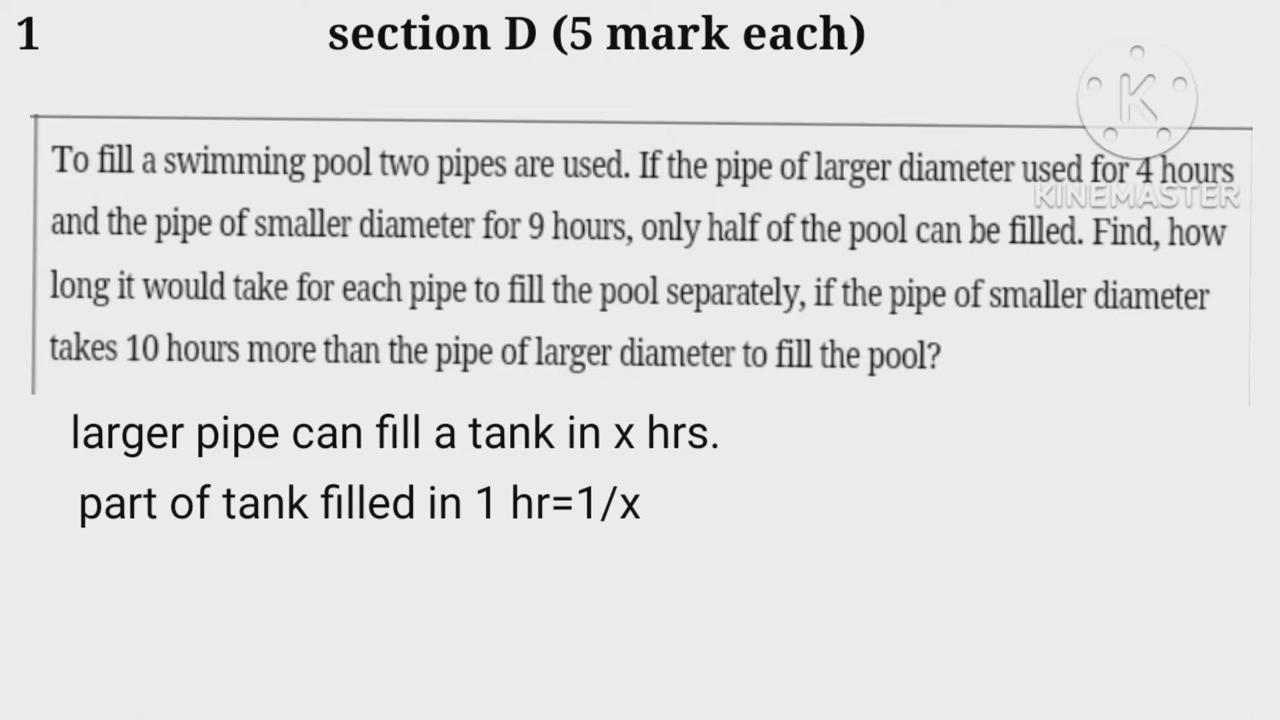 1 section D (5 mark each)
To fill a swimming pool two pipes are used. If the pipe of larger diameter used for 4 hours
KINEMASTER
and the pipe of smaller diameter for 9 hours, only half of the pool can be filled. Find, how
long it would take for each pipe to fill the pool separately, if the pipe of smaller diameter
takes 10 hours more than the pipe of larger diameter to fill the pool?
larger pipe can fill a tank in x hrs.
part of tank filled in 1 hr=1/x